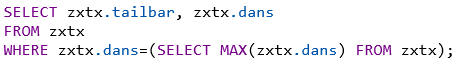 SELECT zxtx.tailbar, zxtx.dans
FROM zxtx
WHERE zxtx.dans=(SELECT MAX(zxtx.dans) FROM zxtx);